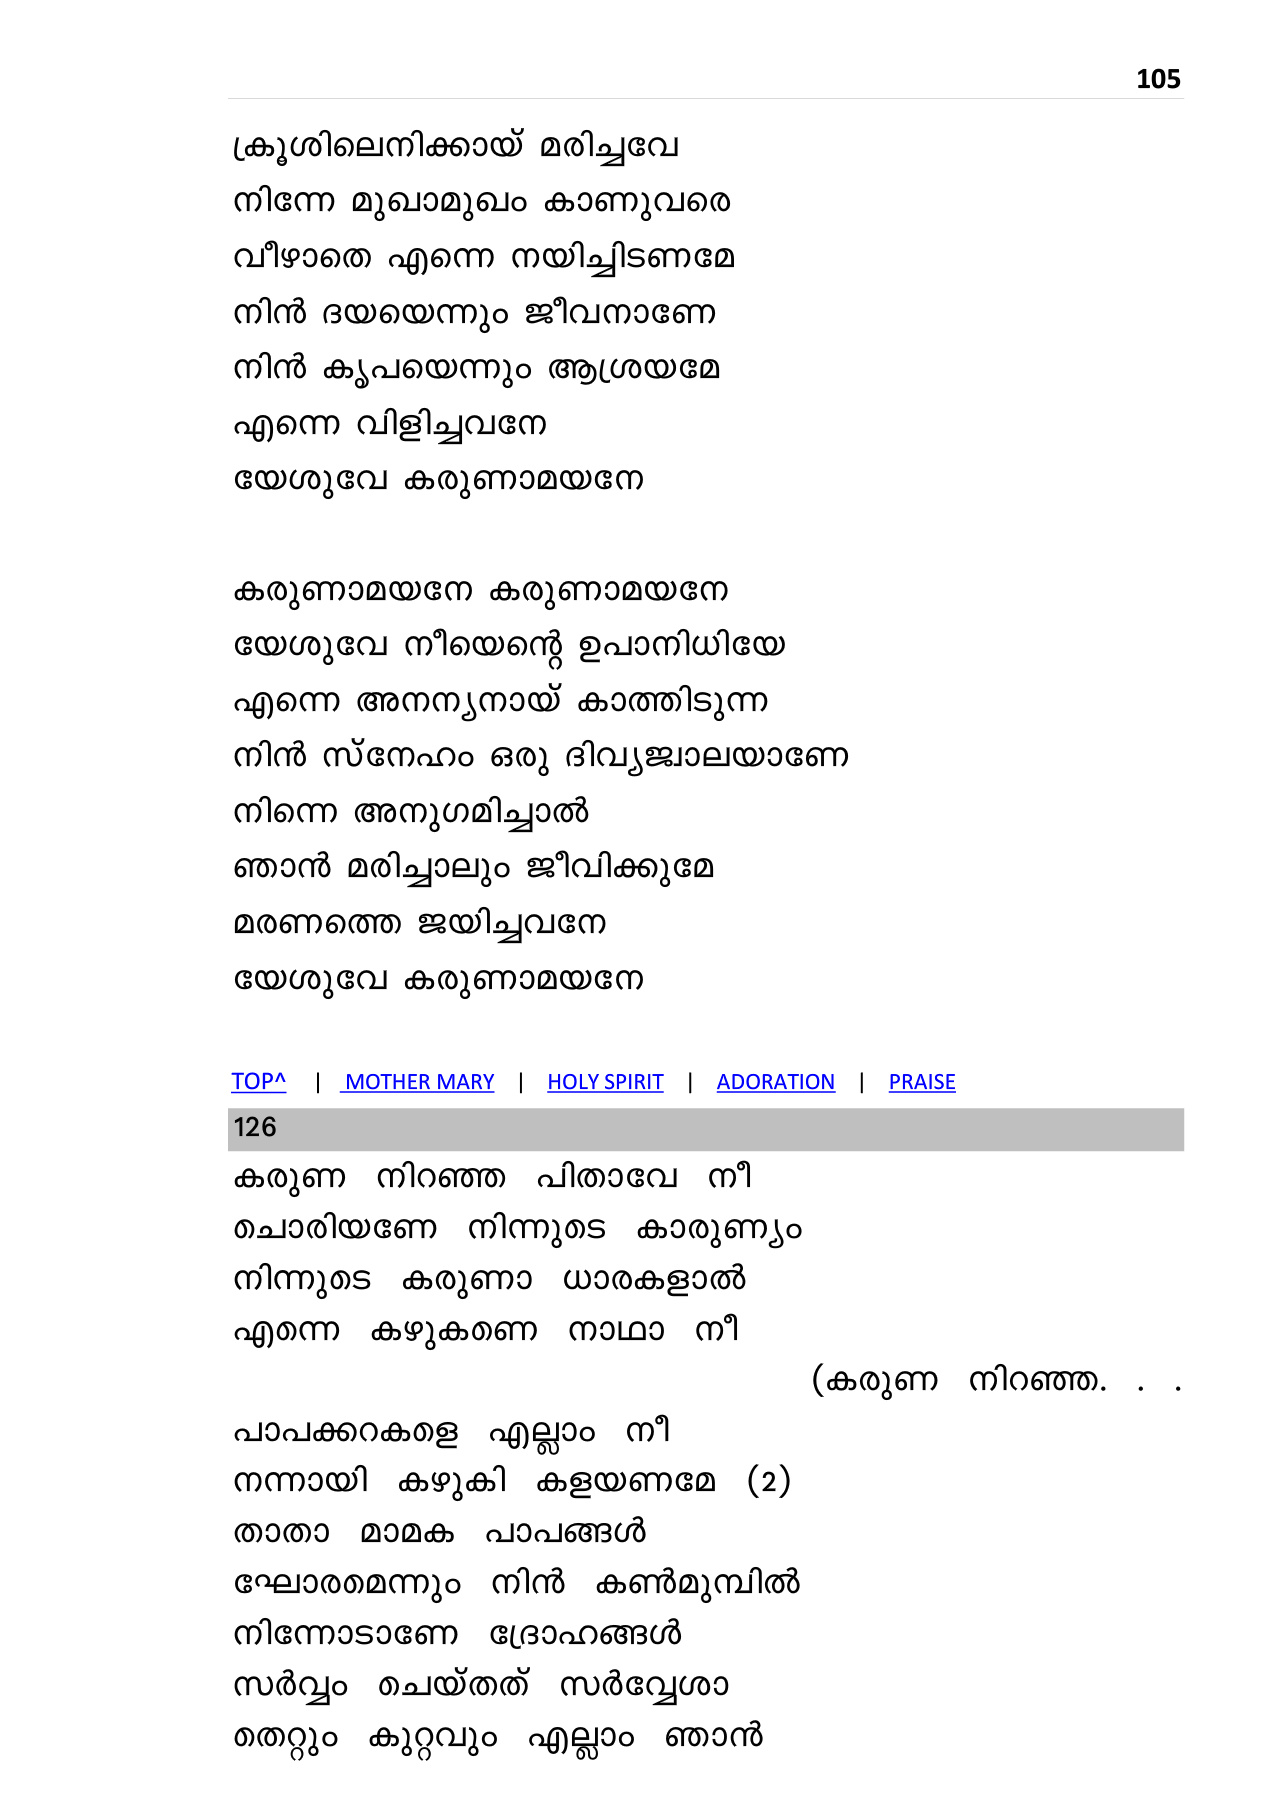 105
ക്രൂശിലെനിക്കായ് മരിച്ചവേ
നിന്നേ മുഖാമുഖം കാണുവരെ
വീഴാതെ എന്നെ നയിച്ചിടണമേ
നിൻ ദയയെന്നും ജീവനാണേ
നിൻ കൃപയെന്നും ആശ്രയമേ
എന്നെ വിളിച്ചവനേ
യേശുവേ കരുണാമയനേ
കരുണാമയനേ കരുണാമയനേ
യേശുവേ നീയെന്റെ ഉപാനിധിയേ
എന്നെ അനന്യനായ് കാത്തിടുന്ന
നിൻ സ്നേഹം ഒരു ദിവ്യജ്വാലയാണേ
നിന്നെ അനുഗമിച്ചാൽ
ഞാൻ മരിച്ചാലും ജീവിക്കുമേ
മരണത്തെ ജയിച്ചവനേ
യേശുവേ കരുണാമയനേ
TOP^ | MOTHER MARY | HOLY SPIRIT | ADORATION | PRAISE
126
കരുണ നിറഞ്ഞ പിതാവേ നീ
ചൊരിയണേ നിന്നുടെ കാരുണ്യം
നിന്നുടെ കരുണാ ധാരകളാൽ
എന്നെ കഴുകണെ നാഥാ നീ
(കരുണ നിറഞ്ഞ. . .
പാപക്കറകളെ എല്ലാം നീ
നന്നായി കഴുകി കളയണമേ (2)
താതാ മാമക പാപങ്ങൾ
ഘോരമെന്നും നിൻ കൺമുമ്പിൽ
നിന്നോടാണേ ദ്രോഹങ്ങൾ
സർവ്വം ചെയ്തത് സർവ്വേശാ
തെറ്റും കുറ്റവും എല്ലാം ഞാൻ